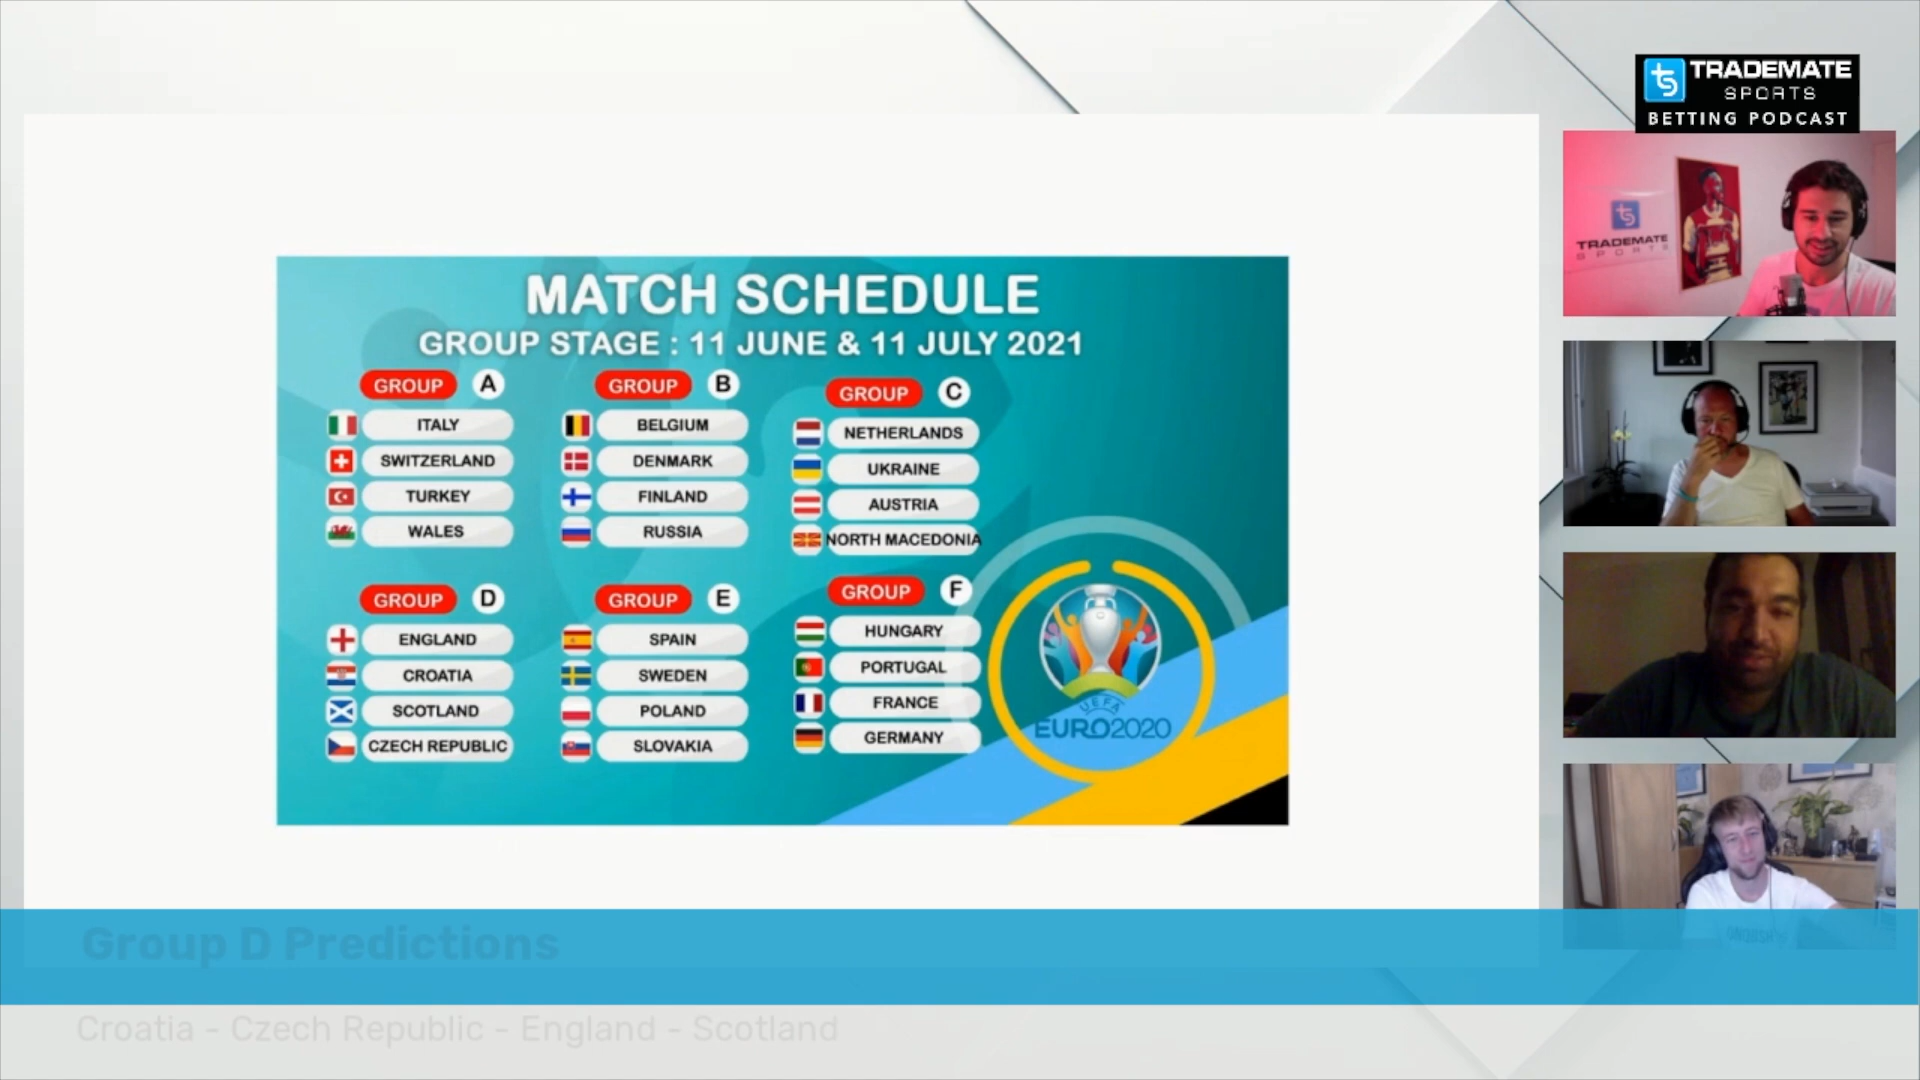 TRADEMATE
SPORTS
BETTING PODCAST
TRADEMATE
SPORTS
MATCH SCHEDULE
GROUP STAGE : 11 JUNE & 11 JULY 2021
GROUP A
ITALY
SWITZERLAND
TURKEY
WALES
GROUP B
BELGIUM
DENMARK
FINLAND
RUSSIA
GROUP C
NETHERLANDS
UKRAINE
AUSTRIA
NORTH MACEDONIA
GROUP D
ENGLAND
CROATIA
SCOTLAND
CZECH REPUBLIC
GROUP E
SPAIN
SWEDEN
POLAND
SLOVAKIA
GROUP F
HUNGARY
PORTUGAL
FRANCE
GERMANY
UEFA
EURO2020
Group D Predictions
Croatia - Czech Republic - England - Scotland